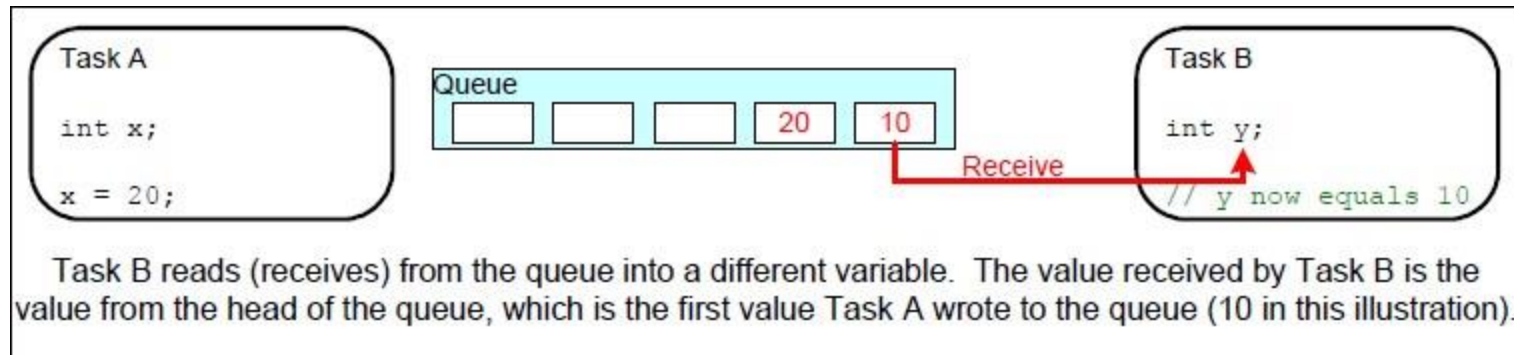 Task A
int x;
x = 20;
Queue
20
10
Receive
Task B
int y;
// y now equals 10
Task B reads (receives) from the queue into a different variable.  The value received by Task B is the
value from the head of the queue, which is the first value Task A wrote to the queue (10 in this illustration).